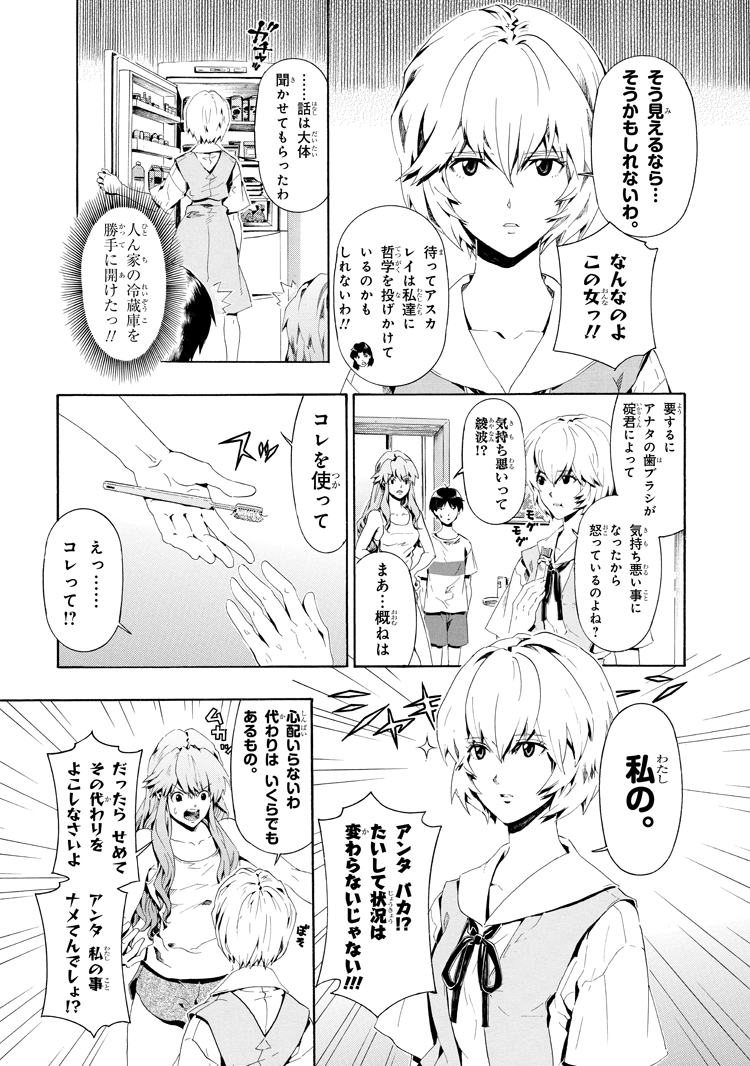 そう見えるなら…
そうかもしれないわ。
なんなのよ
この女っ!!
待ってアスカ
レイは私達に
哲学を投げかけて
いるのかも
しれないわ!!
ガチャッ
……話は大体
聞かせてもらったわ
人ん家の冷蔵庫を
勝手に開けたっ!!
要するに
アナタの歯ブラシが
碇君によって
気持ち悪い事に
なったから
怒っているのよね?
モグ
モグ
気持ち悪いって
綾波!?
まあ…概ねは
コレを使って
スッ
えっ……
コレって!?
私の。
アンタ バカ!?
たいして状況は
変わらないじゃない!!!
心配いらないわ
代わりは いくらでも
あるもの。
ぼそ
ムカッ
だったら せめて
その代わりを
よこしなさいよ
アンタ 私の事
ナメてんでしょ!?